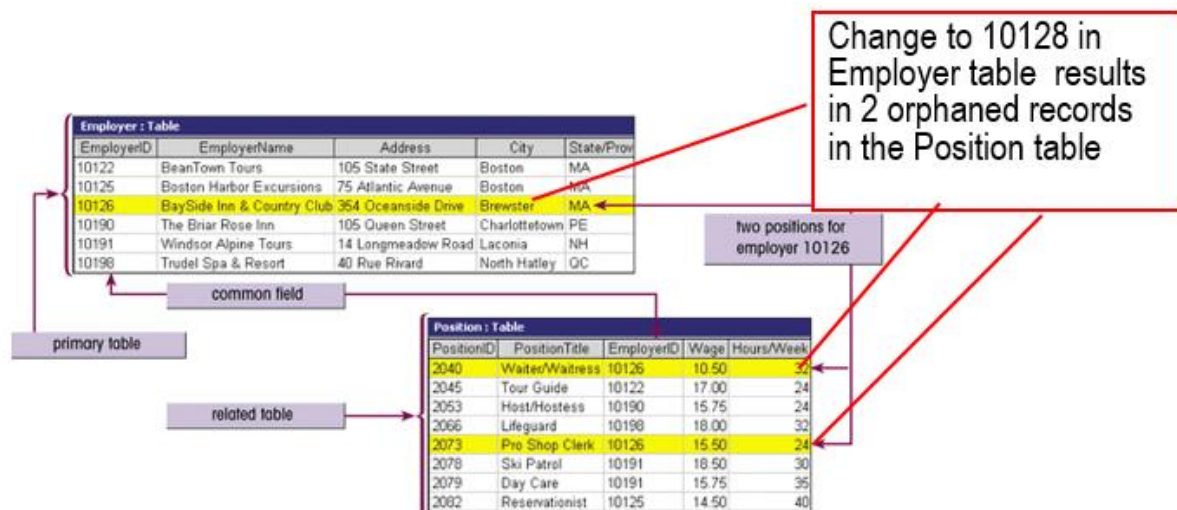 Change to 10128 in
Employer table results
in 2 orphaned records
in the Position table
Employer : Table
EmployerID EmployerName Address City State/Prov
10122 BeanTown Tours 105 State Street Boston MA
10125 Boston Harbor Excursions 75 Atlantic Avenue Boston MA
10126 BaySide Inn & Country Club 354 Oceanside Drive Brewster MA
10190 The Briar Rose Inn 105 Queen Street Charlottetown PE
10191 Windsor Alpine Tours 14 Longmeadow Road Laconia NH
10198 Trudel Spa & Resort 40 Rue Rivard North Hatley QC
two positions for
employer 10126
common field
primary table
Position : Table
PositionID PositionTitle EmployerID Wage Hours/Week
2040 Waiter/Waitress 10126 10.50 32
2045 Tour Guide 10122 17.00 24
2053 Host/Hostess 10190 15.75 24
2066 Lifeguard 10198 18.00 32
2073 Pro Shop Clerk 10126 15.50 24
2078 Ski Patrol 10191 18.50 30
2079 Day Care 10191 15.75 35
2082 Reservationist 10125 14.50 40
related table